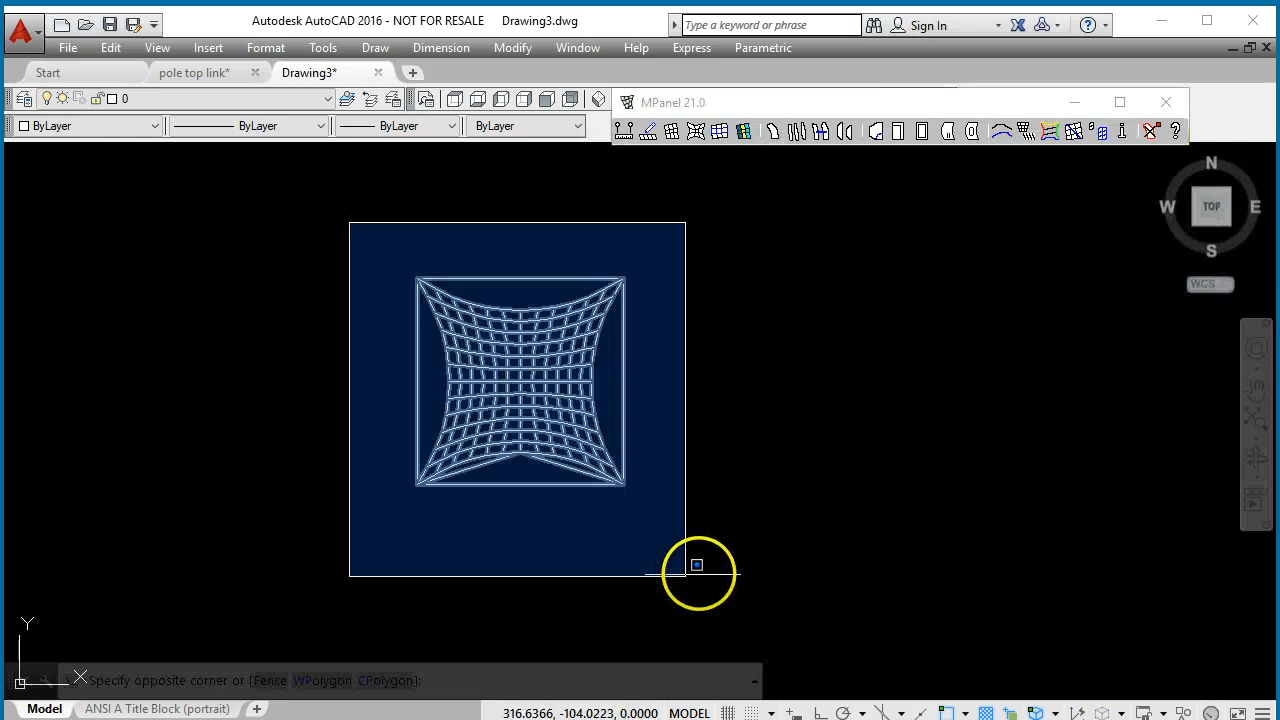 Autodesk AutoCAD 2016 - NOT FOR RESALE Drawing3.dwg
Type a keyword or phrase
Sign In
File Edit View Insert Format Tools Draw Dimension Modify Window Help Express Parametric
Start pole top link* Drawing3*
0
MPanel 21.0
ByLayer ByLayer ByLayer ByLayer
N
W TOP E
S
WCS
Y
X
Specify opposite corner or [Fence WPolygon CPolygon]:
Model ANSI A Title Block (portrait)
316.6366, -104.0223, 0.0000 MODEL